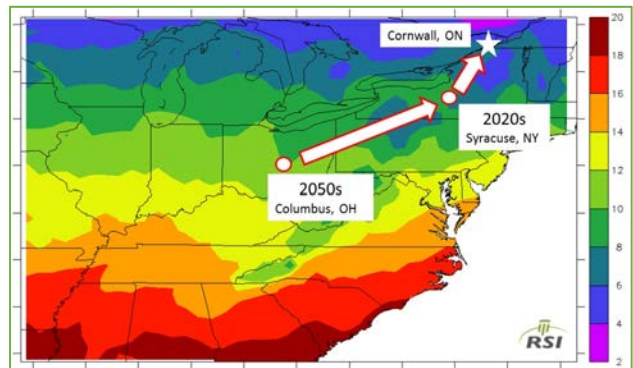 Cornwall, ON
2020s
Syracuse, NY
2050s
Columbus, OH
RSI
20
18
16
14
12
10
8
6
4
2